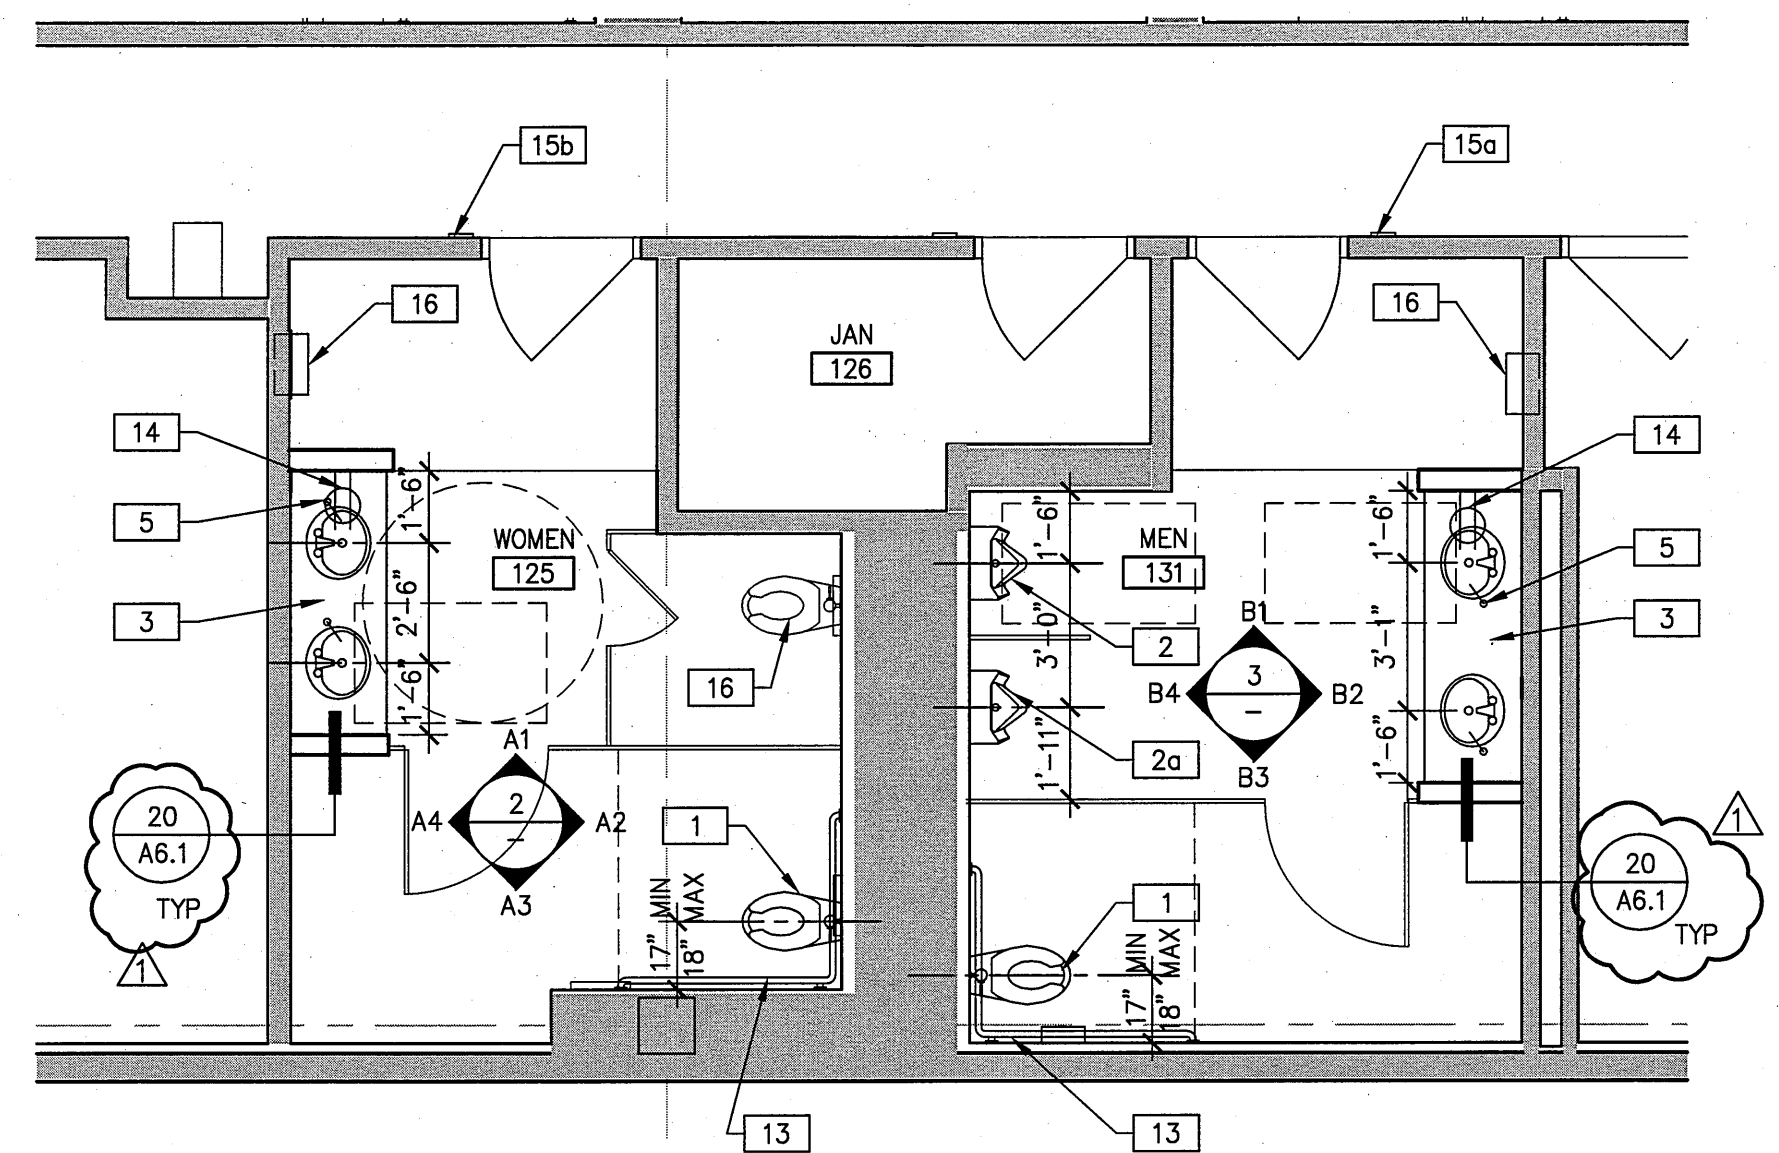 15b
15a
16
16
JAN
126
14
14
5
5
3
3
1'-6"
2'-6"
1'-6"
WOMEN
125
16
1'-6"
3'-0"
1'-11"
MEN
131
2
2a
1'-6"
3'-1"
1'-6"
B1
B4
3
–
B2
B3
A1
A4
2
–
A2
A3
1
1
20
A6.1
TYP
1
20
A6.1
TYP
1
17" MIN
18" MAX
17" MIN
18" MAX
13
13